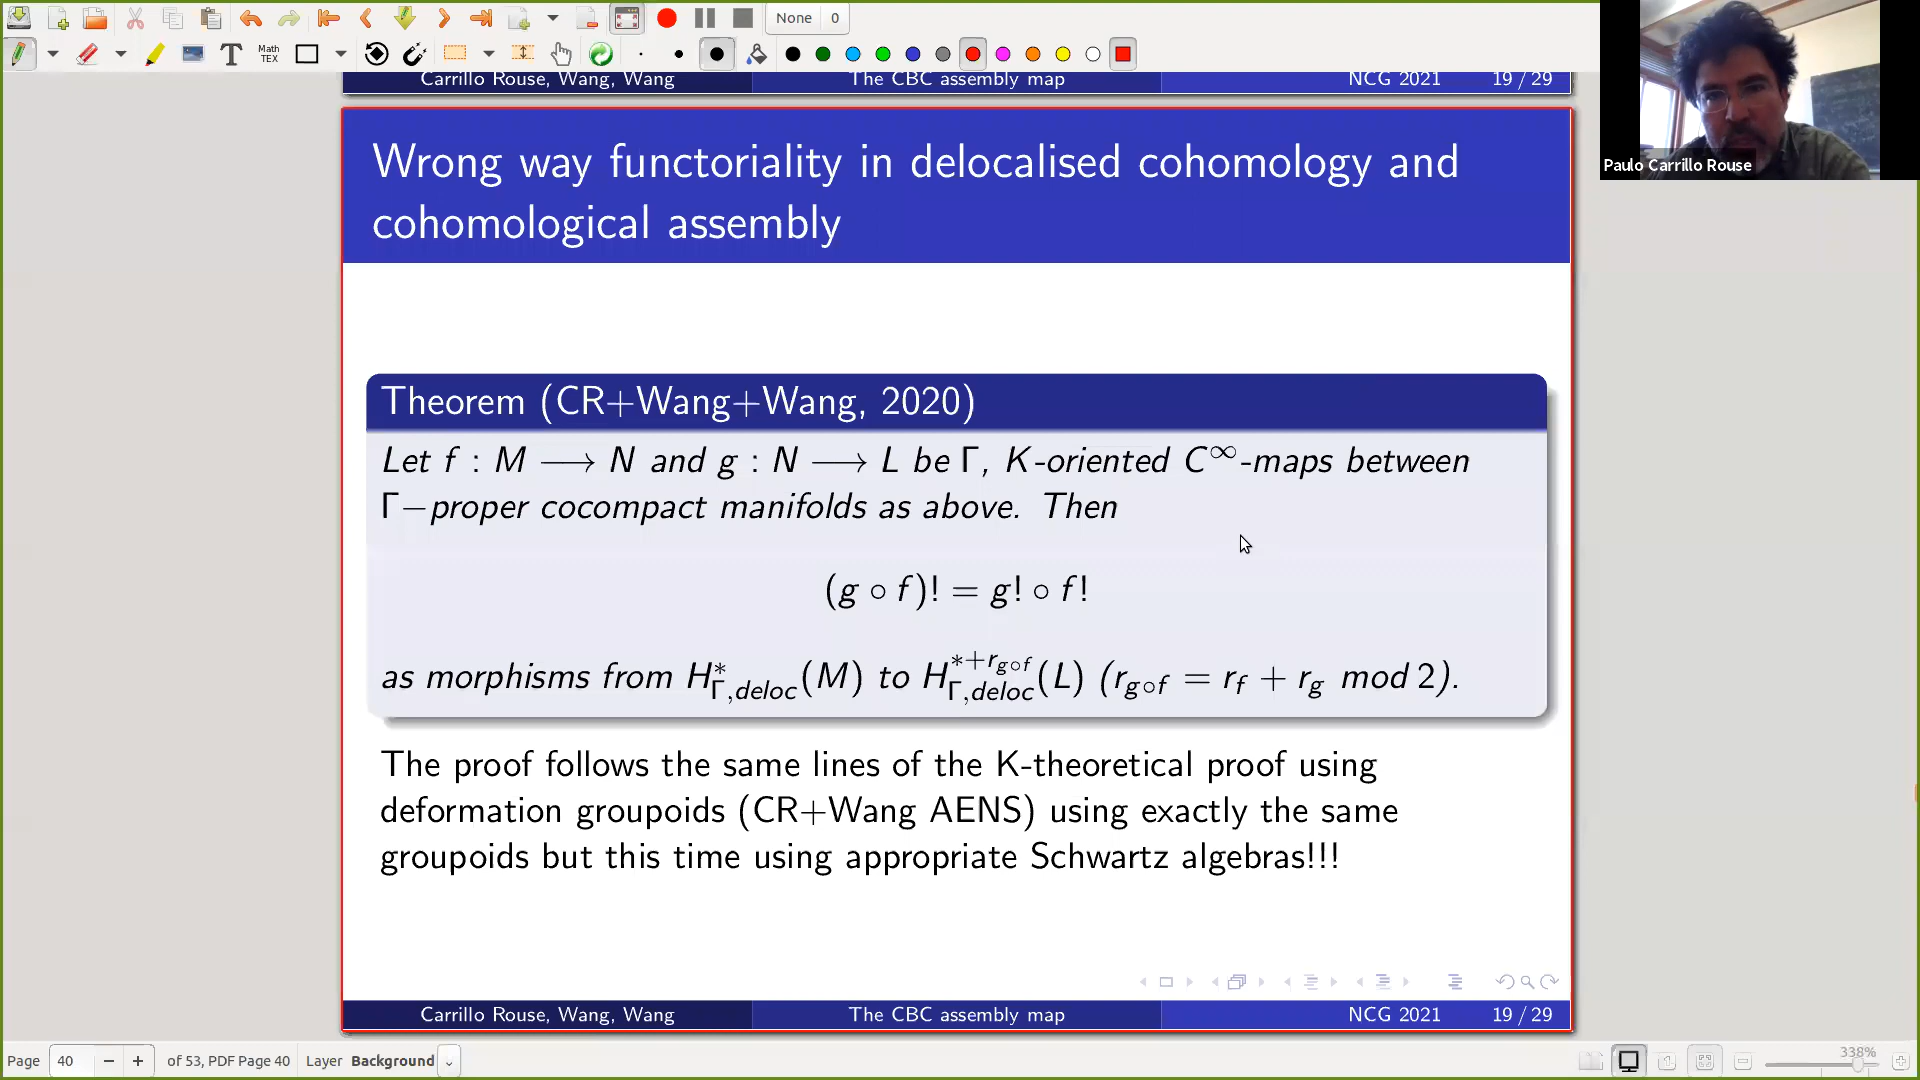 None 0
T Math TEX
Carrillo Rouse, Wang, Wang The CBC assembly map NCG 2021 19 / 29
Paulo Carrillo Rouse
Wrong way functoriality in delocalised cohomology and
cohomological assembly
Theorem (CR+Wang+Wang, 2020)
Let f : M ⟶ N and g : N ⟶ L be Γ, K-oriented C^∞-maps between
Γ−proper cocompact manifolds as above. Then
(g ∘ f)! = g! ∘ f!
as morphisms from H^*_{Γ,deloc}(M) to H^{*+r_{g∘f}}_{Γ,deloc}(L) (r_{g∘f} = r_f + r_g mod 2).
The proof follows the same lines of the K-theoretical proof using
deformation groupoids (CR+Wang AENS) using exactly the same
groupoids but this time using appropriate Schwartz algebras!!!
Carrillo Rouse, Wang, Wang The CBC assembly map NCG 2021 19 / 29
Page 40 − + of 53, PDF Page 40 Layer Background 338%